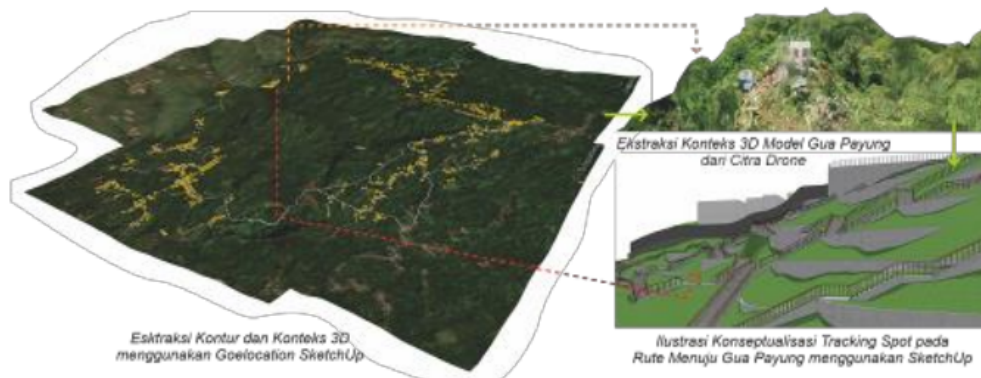 Ekstraksi Konteks 3D Model Gua Payung
dari Citra Drone
Esktraksi Kontur dan Konteks 3D
menggunakan Goelocation SketchUp
Ilustrasi Konseptualisasi Tracking Spot pada
Rute Menuju Gua Payung menggunakan SketchUp